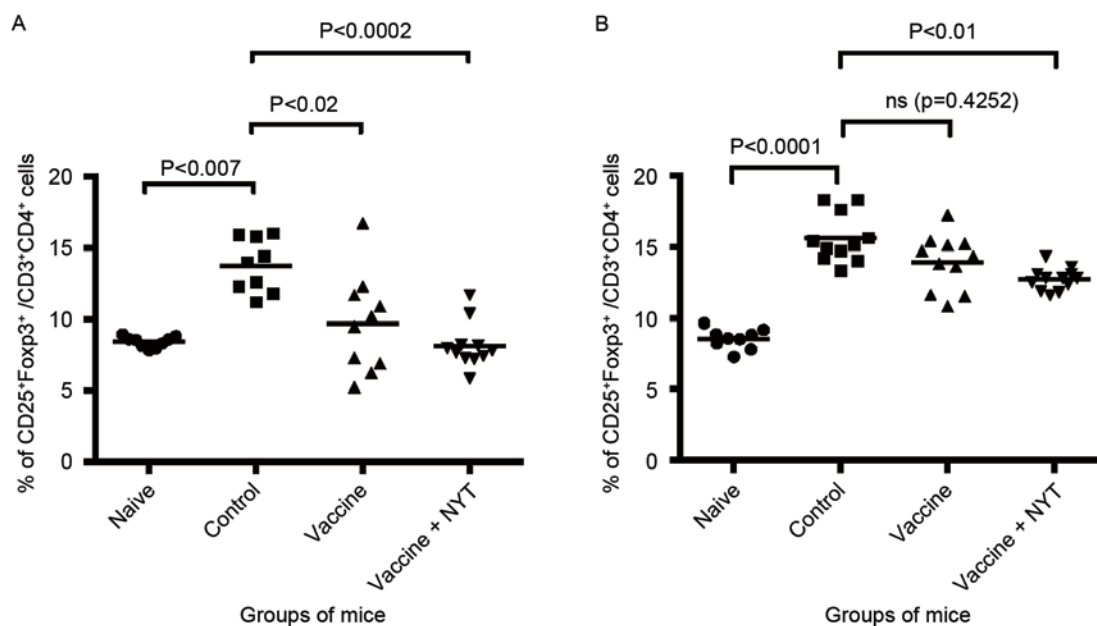 A
P<0.0002
P<0.02
P<0.007
% of CD25⁺Foxp3⁺ /CD3⁺CD4⁺ cells
20
15
10
5
0
Naive
Control
Vaccine
Vaccine + NYT
Groups of mice
B
P<0.01
ns (p=0.4252)
P<0.0001
% of CD25⁺Foxp3⁺ /CD3⁺CD4⁺ cells
20
15
10
5
0
Naive
Control
Vaccine
Vaccine + NYT
Groups of mice